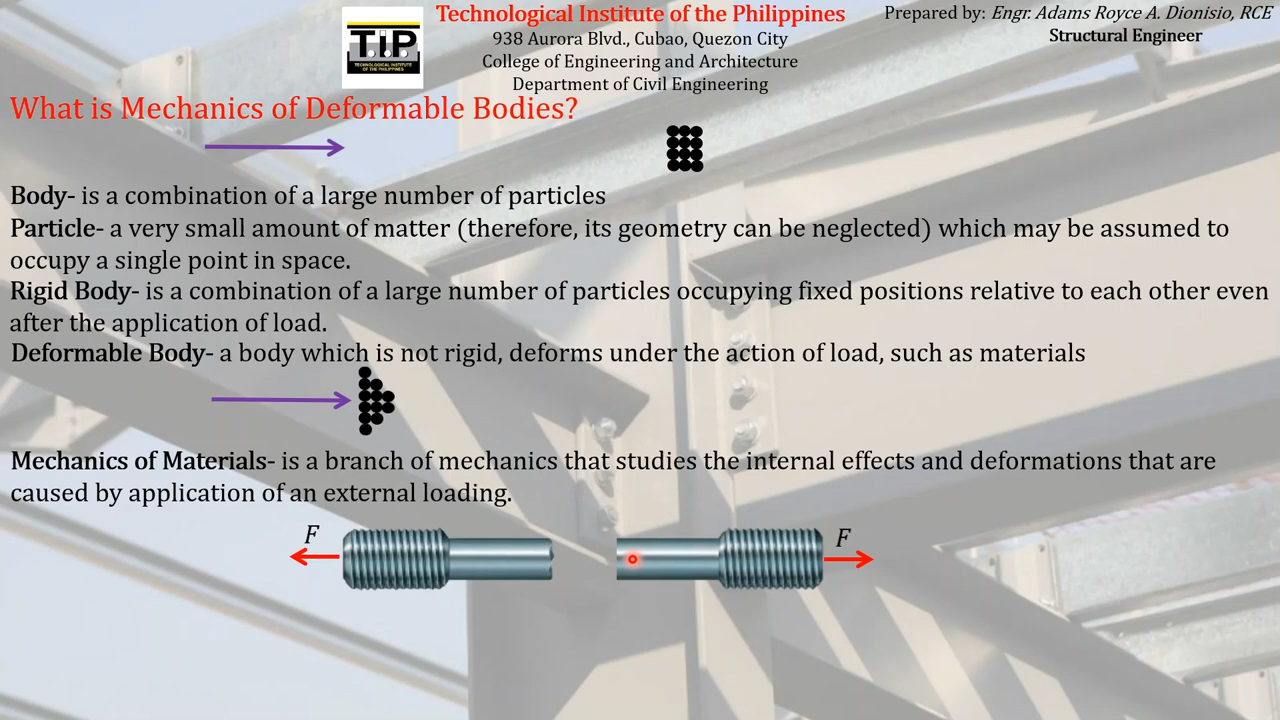 Technological Institute of the Philippines
938 Aurora Blvd., Cubao, Quezon City
College of Engineering and Architecture
Department of Civil Engineering
Prepared by: Engr. Adams Royce A. Dionisio, RCE
Structural Engineer
TiP
TECHNOLOGICAL INSTITUTE
OF THE PHILIPPINES
What is Mechanics of Deformable Bodies?
Body- is a combination of a large number of particles
Particle- a very small amount of matter (therefore, its geometry can be neglected) which may be assumed to
occupy a single point in space.
Rigid Body- is a combination of a large number of particles occupying fixed positions relative to each other even
after the application of load.
Deformable Body- a body which is not rigid, deforms under the action of load, such as materials
Mechanics of Materials- is a branch of mechanics that studies the internal effects and deformations that are
caused by application of an external loading.
F
F